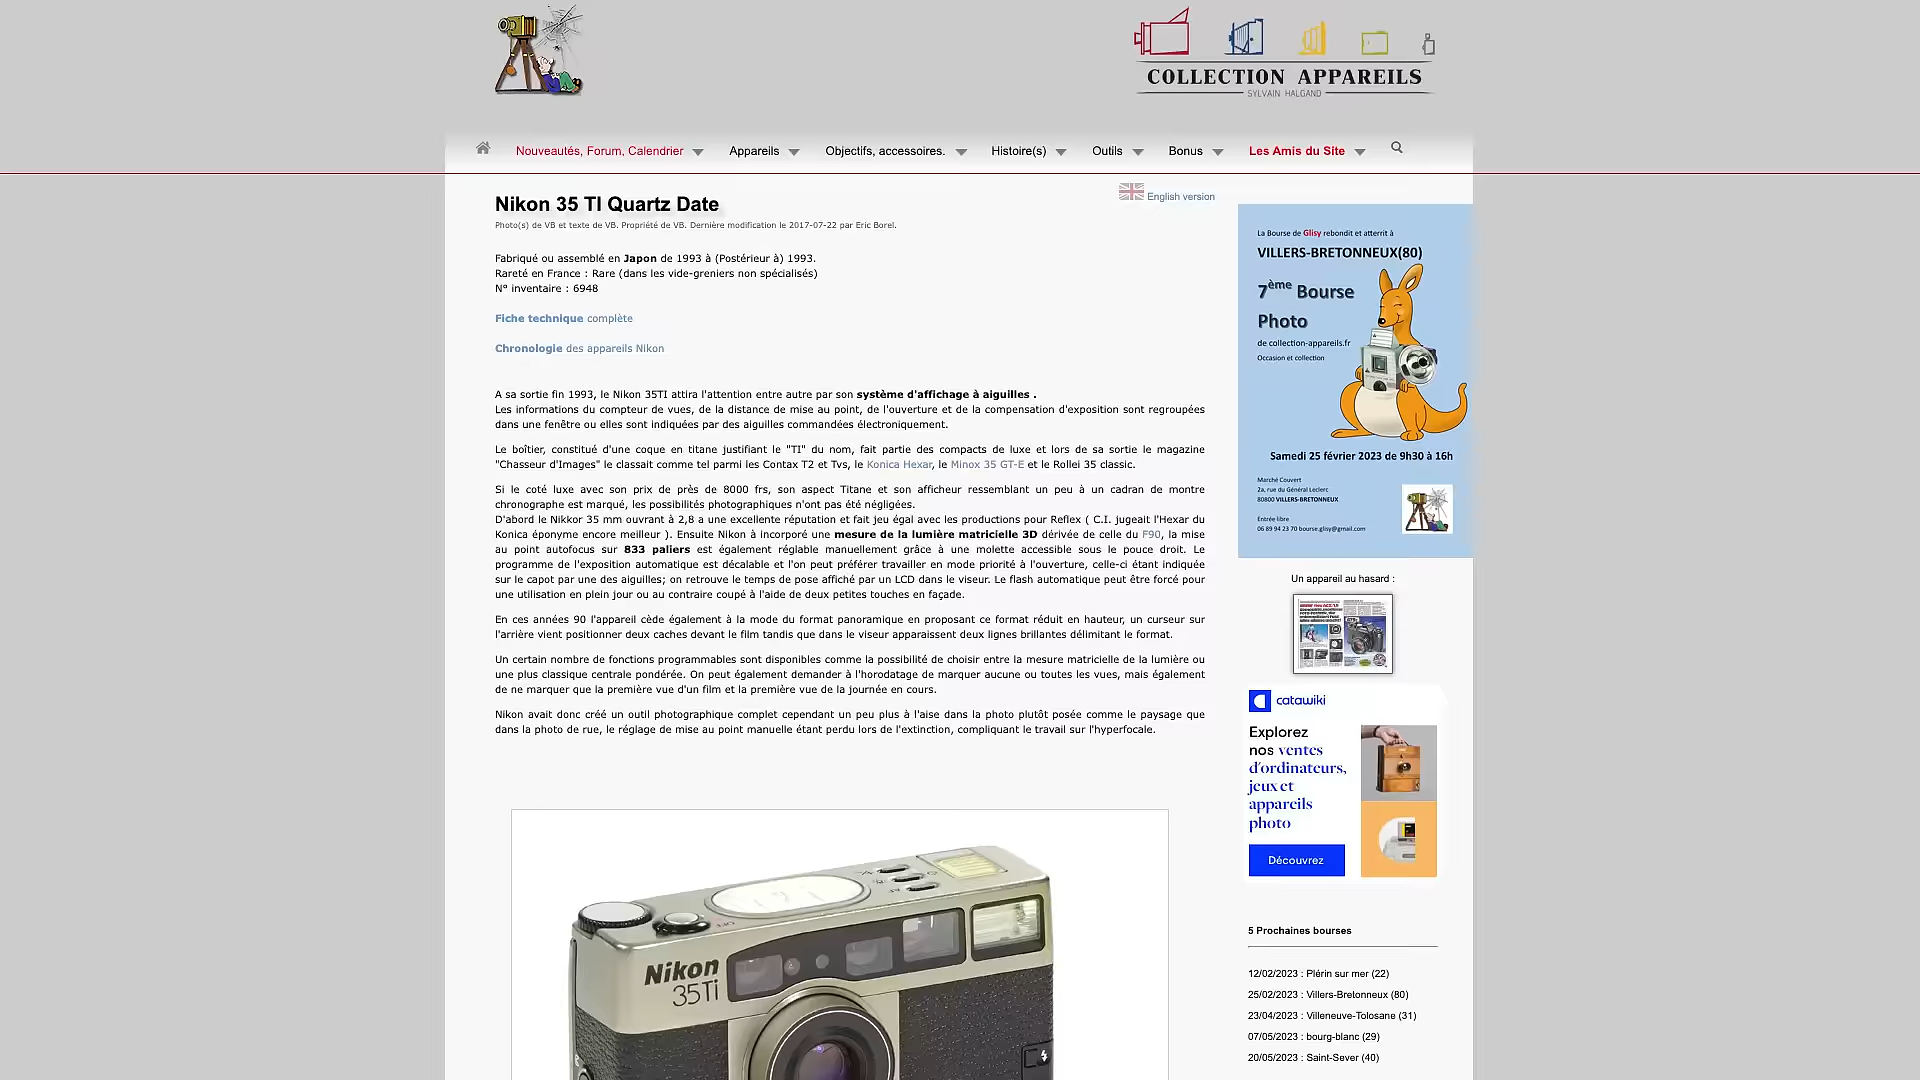 COLLECTION APPAREILS
SYLVAIN HALGAND
Nouveautés, Forum, Calendrier
Appareils
Objectifs, accessoires.
Histoire(s)
Outils
Bonus
Les Amis du Site
English version
Nikon 35 TI Quartz Date
Photo(s) de VB et texte de VB. Propriété de VB. Dernière modification le 2017-07-22 par Eric Borel.
Fabriqué ou assemblé en Japon de 1993 à (Postérieur à) 1993.
Rareté en France : Rare (dans les vide-greniers non spécialisés)
N° inventaire : 6948
Fiche technique complète
Chronologie des appareils Nikon
A sa sortie fin 1993, le Nikon 35TI attira l'attention entre autre par son système d'affichage à aiguilles .
Les informations du compteur de vues, de la distance de mise au point, de l'ouverture et de la compensation d'exposition sont regroupées
dans une fenêtre ou elles sont indiquées par des aiguilles commandées électroniquement.
Le boîtier, constitué d'une coque en titane justifiant le "TI" du nom, fait partie des compacts de luxe et lors de sa sortie le magazine
"Chasseur d'Images" le classait comme tel parmi les Contax T2 et Tvs, le Konica Hexar, le Minox 35 GT-E et le Rollei 35 classic.
Si le coté luxe avec son prix de près de 8000 frs, son aspect Titane et son afficheur ressemblant un peu à un cadran de montre
chronographe est marqué, les possibilités photographiques n'ont pas été négligées.
D'abord le Nikkor 35 mm ouvrant à 2,8 a une excellente réputation et fait jeu égal avec les productions pour Reflex ( C.I. jugeait l'Hexar du
Konica éponyme encore meilleur ). Ensuite Nikon à incorporé une mesure de la lumière matricielle 3D dérivée de celle du F90, la mise
au point autofocus sur 833 paliers est également réglable manuellement grâce à une molette accessible sous le pouce droit. Le
programme de l'exposition automatique est décalable et l'on peut préférer travailler en mode priorité à l'ouverture, celle-ci étant indiquée
sur le capot par une des aiguilles; on retrouve le temps de pose affiché par un LCD dans le viseur. Le flash automatique peut être forcé pour
une utilisation en plein jour ou au contraire coupé à l'aide de deux petites touches en façade.
En ces années 90 l'appareil cède également à la mode du format panoramique en proposant ce format réduit en hauteur, un curseur sur
l'arrière vient positionner deux caches devant le film tandis que dans le viseur apparaissent deux lignes brillantes délimitant le format.
Un certain nombre de fonctions programmables sont disponibles comme la possibilité de choisir entre la mesure matricielle de la lumière ou
une plus classique centrale pondérée. On peut également demander à l'horodatage de marquer aucune ou toutes les vues, mais également
de ne marquer que la première vue d'un film et la première vue de la journée en cours.
Nikon avait donc créé un outil photographique complet cependant un peu plus à l'aise dans la photo plutôt posée comme le paysage que
dans la photo de rue, le réglage de mise au point manuelle étant perdu lors de l'extinction, compliquant le travail sur l'hyperfocale.
Nikon
35Ti
La Bourse de Glisy rebondit et atterrit à
VILLERS-BRETONNEUX(80)
7ème Bourse
Photo
de collection-appareils.fr
Occasion et collection
Samedi 25 février 2023 de 9h30 à 16h
Marché Couvert
2a, rue du Général Leclerc
80800 VILLERS-BRETONNEUX
Entrée libre
06 89 94 23 70 bourse.glisy@gmail.com
Un appareil au hasard :
catawiki
Explorez
nos ventes
d'ordinateurs,
jeux et
appareils
photo
Découvrez
5 Prochaines bourses
12/02/2023 : Plérin sur mer (22)
25/02/2023 : Villers-Bretonneux (80)
23/04/2023 : Villeneuve-Tolosane (31)
07/05/2023 : bourg-blanc (29)
20/05/2023 : Saint-Sever (40)